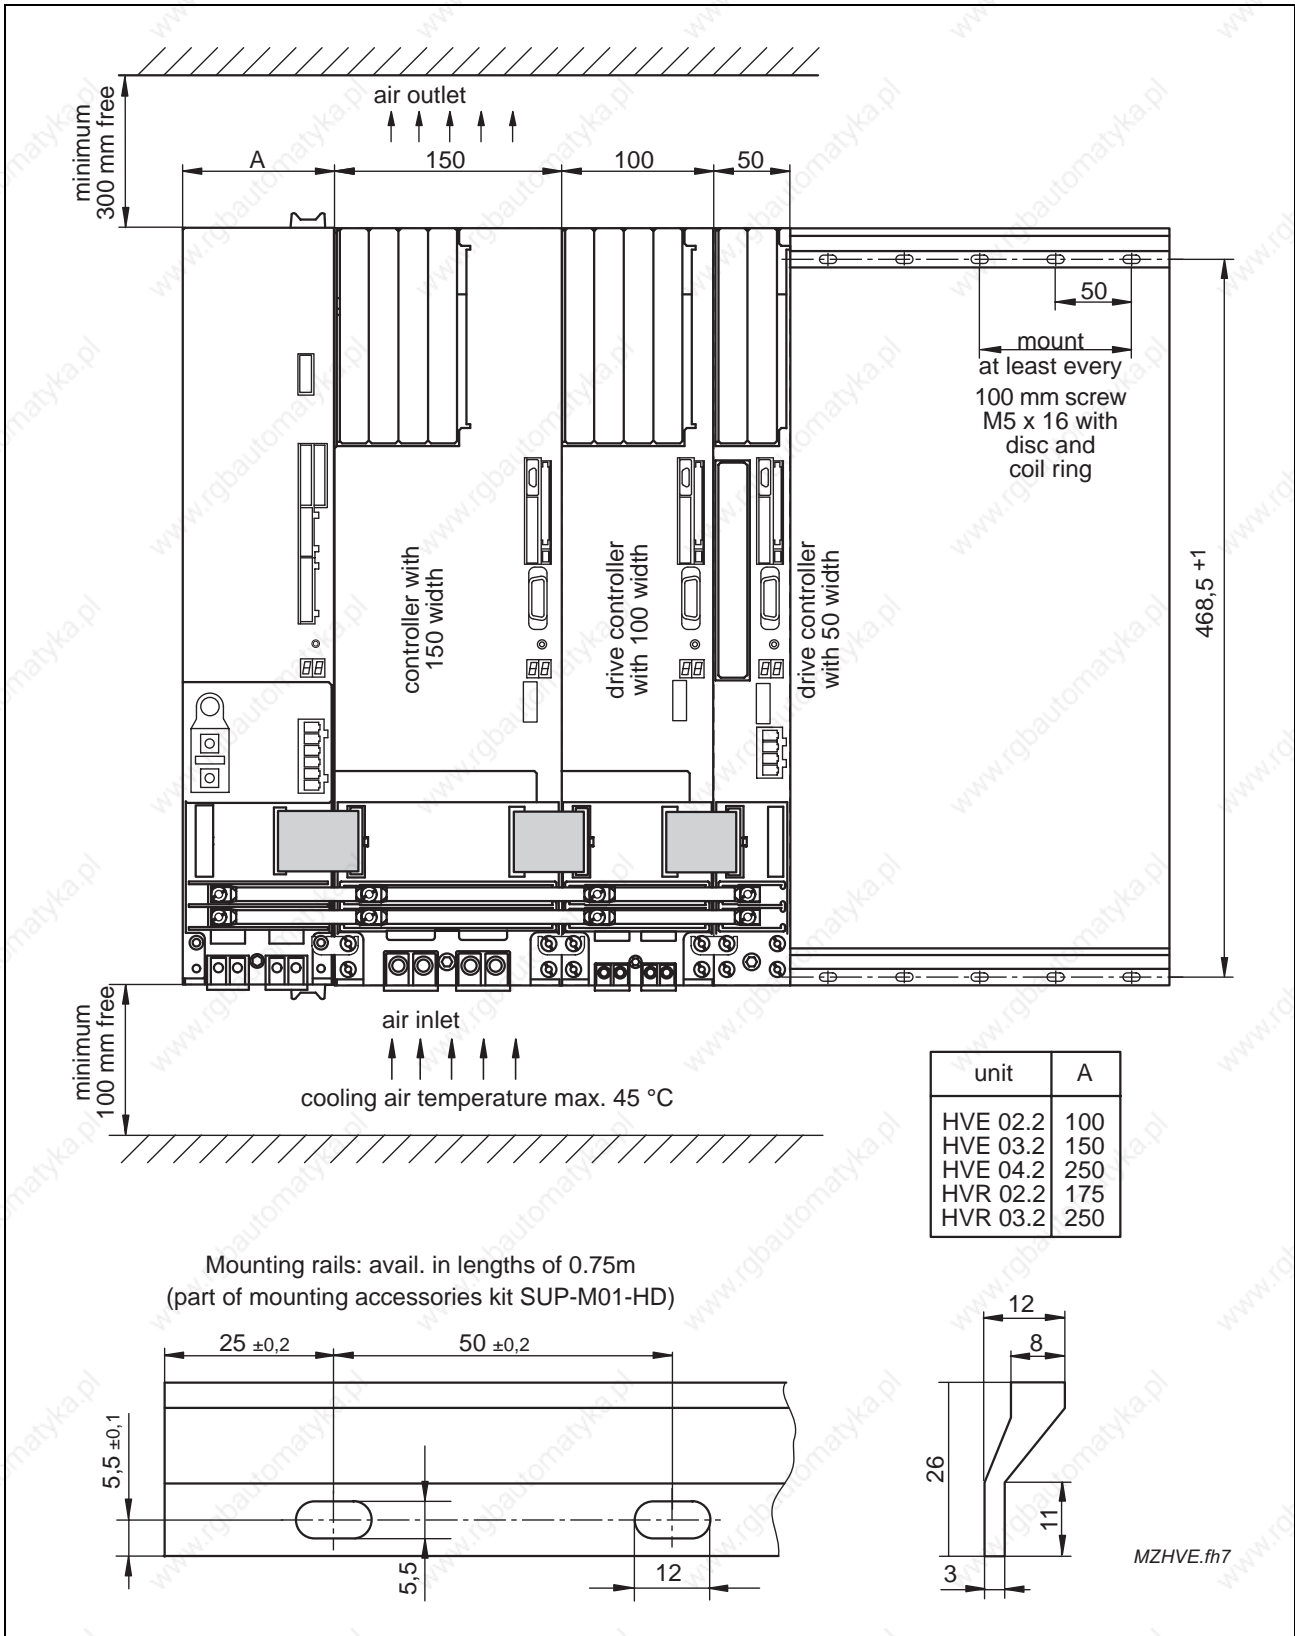 air outlet
minimum
300 mm free
A
150
100
50
50
mount
at least every
100 mm screw
M5 x 16 with
disc and
coil ring
controller with
150 width
drive controller
with 100 width
drive controller
with 50 width
468,5 +1
air inlet
minimum
100 mm free
cooling air temperature max. 45 °C
unit A
HVE 02.2 100
HVE 03.2 150
HVE 04.2 250
HVR 02.2 175
HVR 03.2 250
Mounting rails: avail. in lengths of 0.75m
(part of mounting accessories kit SUP-M01-HD)
25 ±0,2
50 ±0,2
5,5 ±0,1
5,5
12
12
8
26
11
3
MZHVE.fh7
www.rgbautomatyka.pl